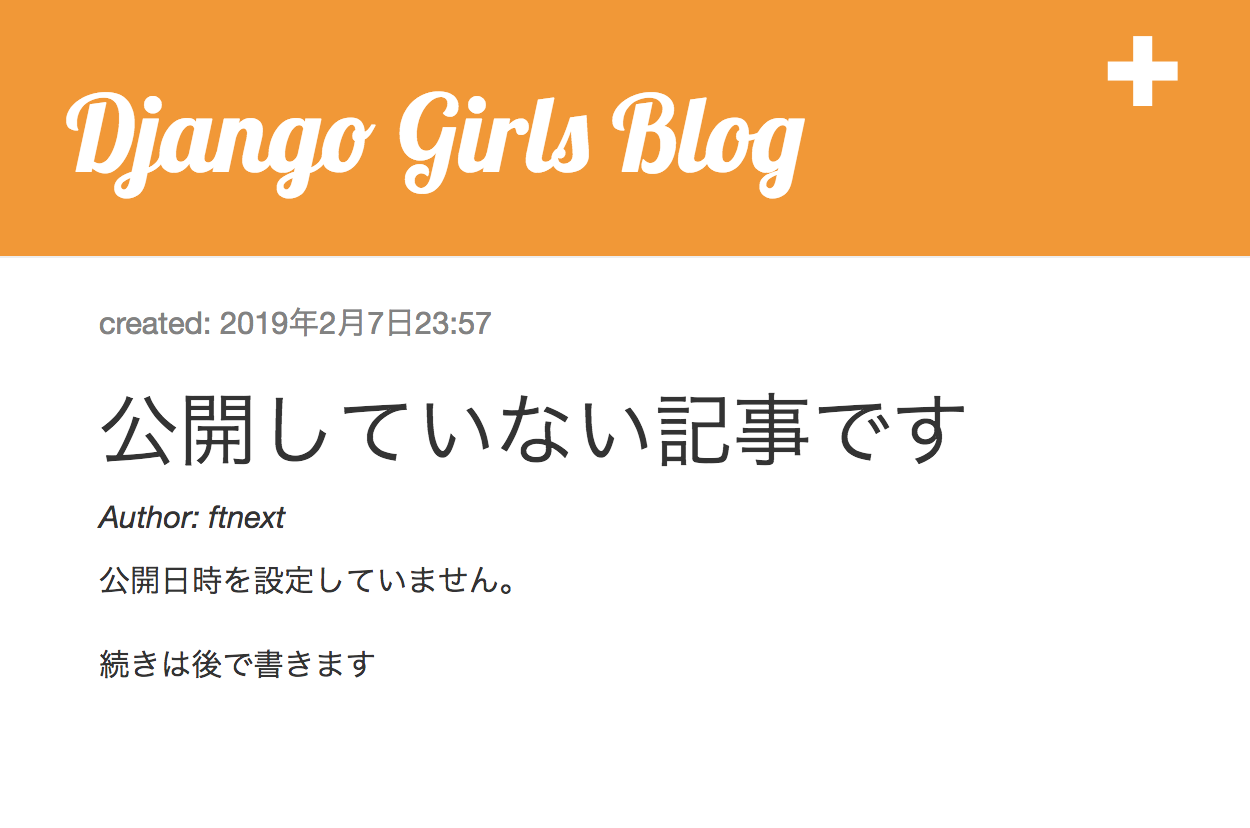 Django Girls Blog
created: 2019年2月7日23:57
公開していない記事です
Author: ftnext
公開日時を設定していません。
続きは後で書きます